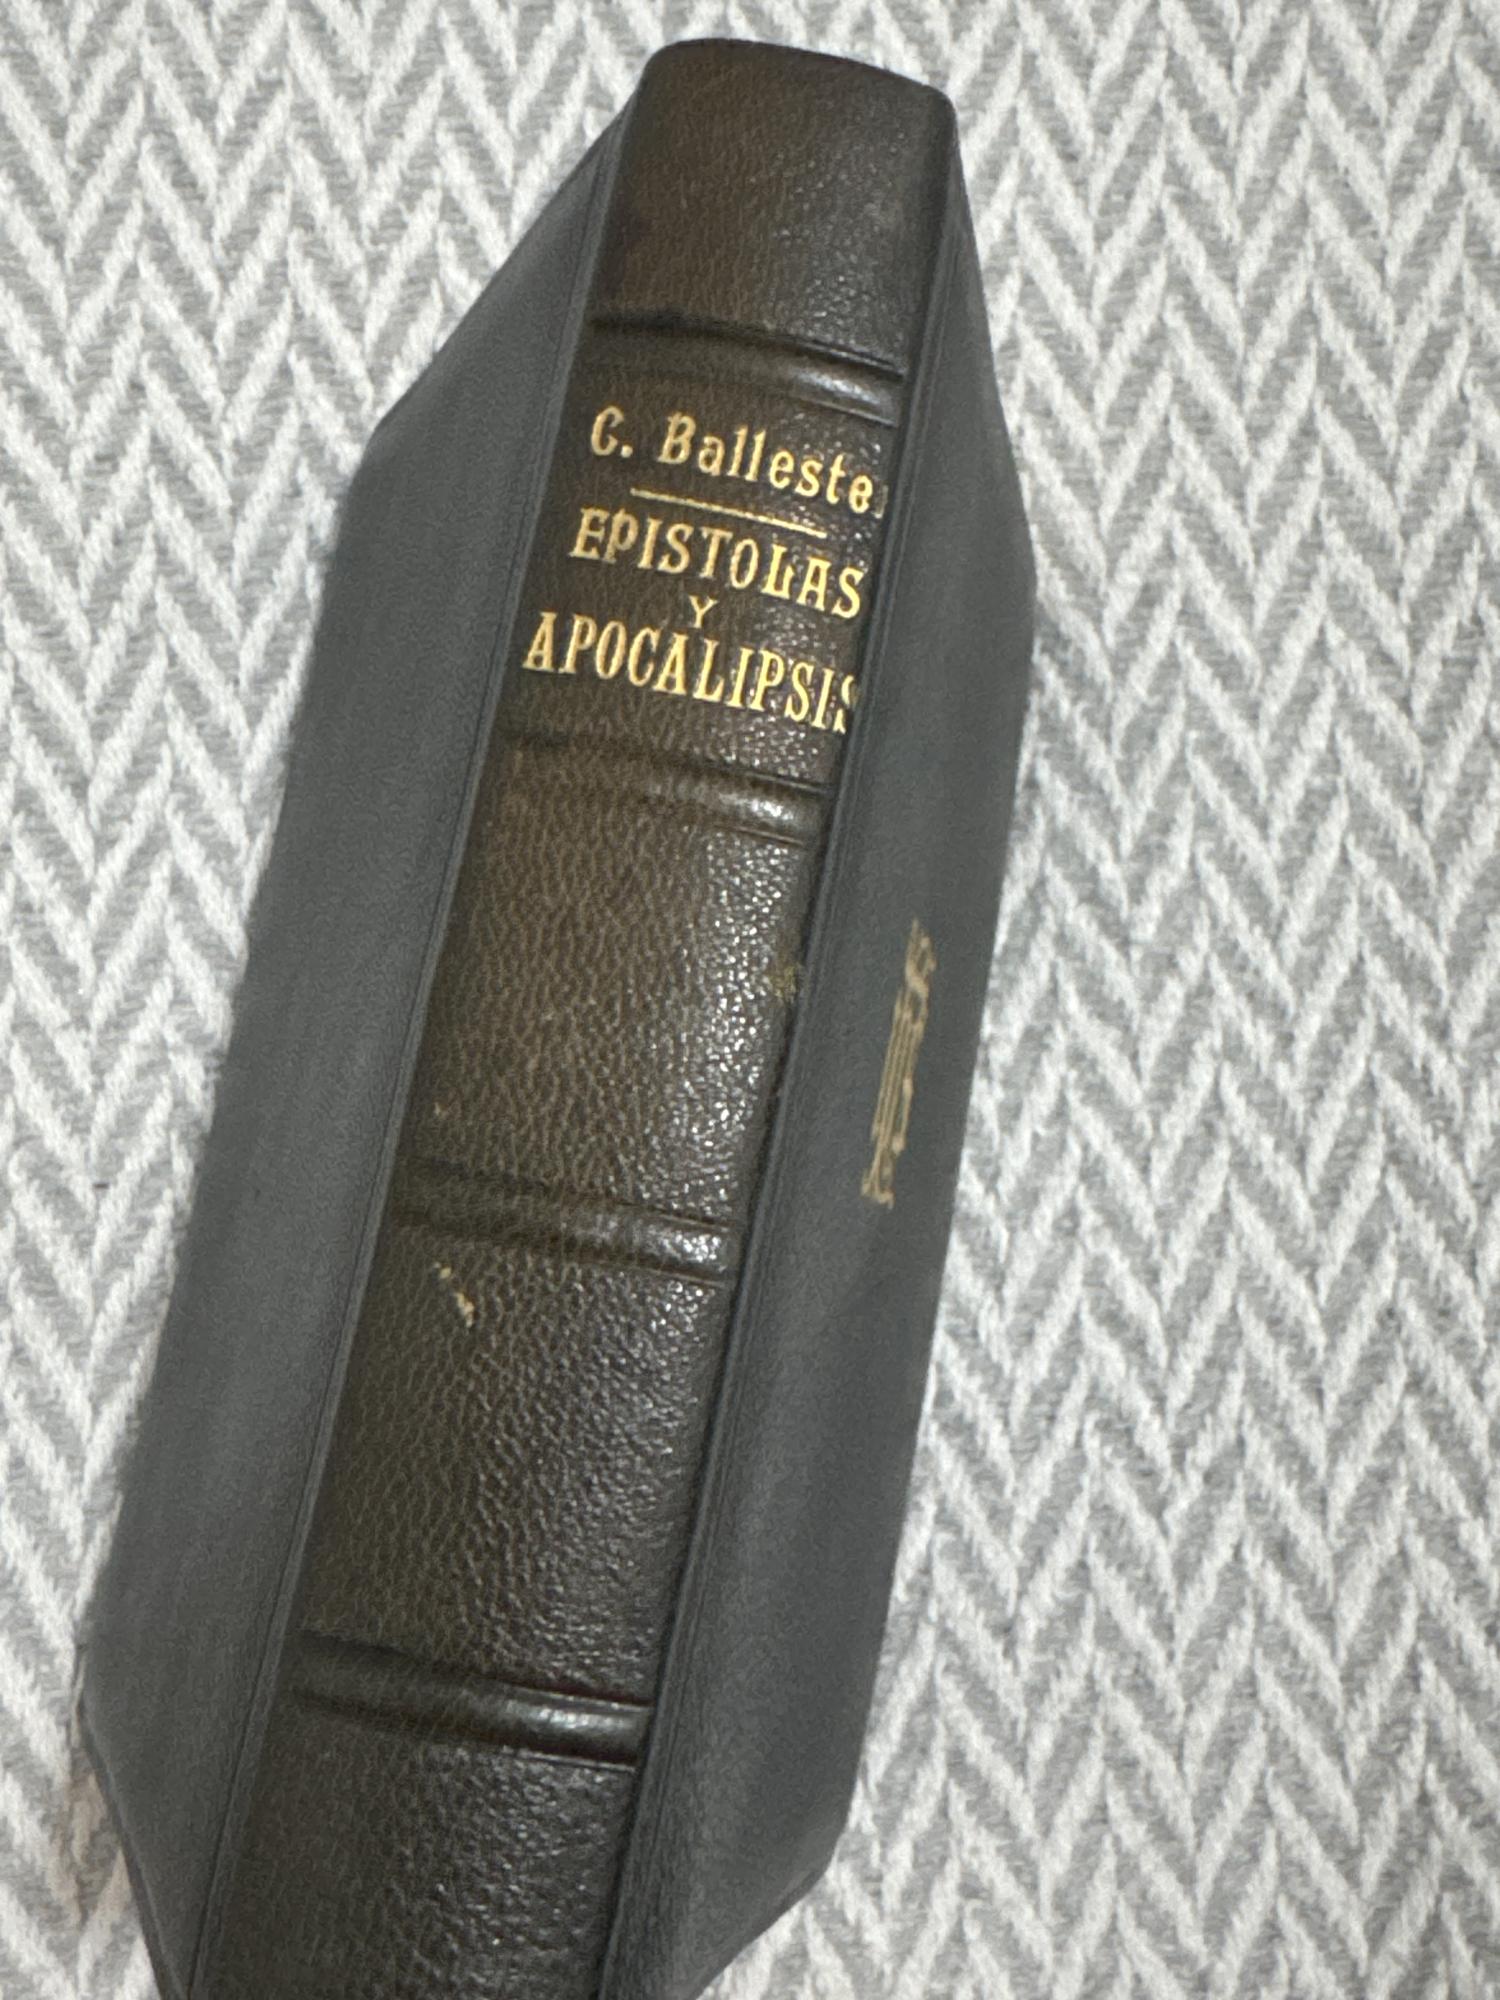 C. Balleste
EPISTOLAS
Y
APOCALIPSIS